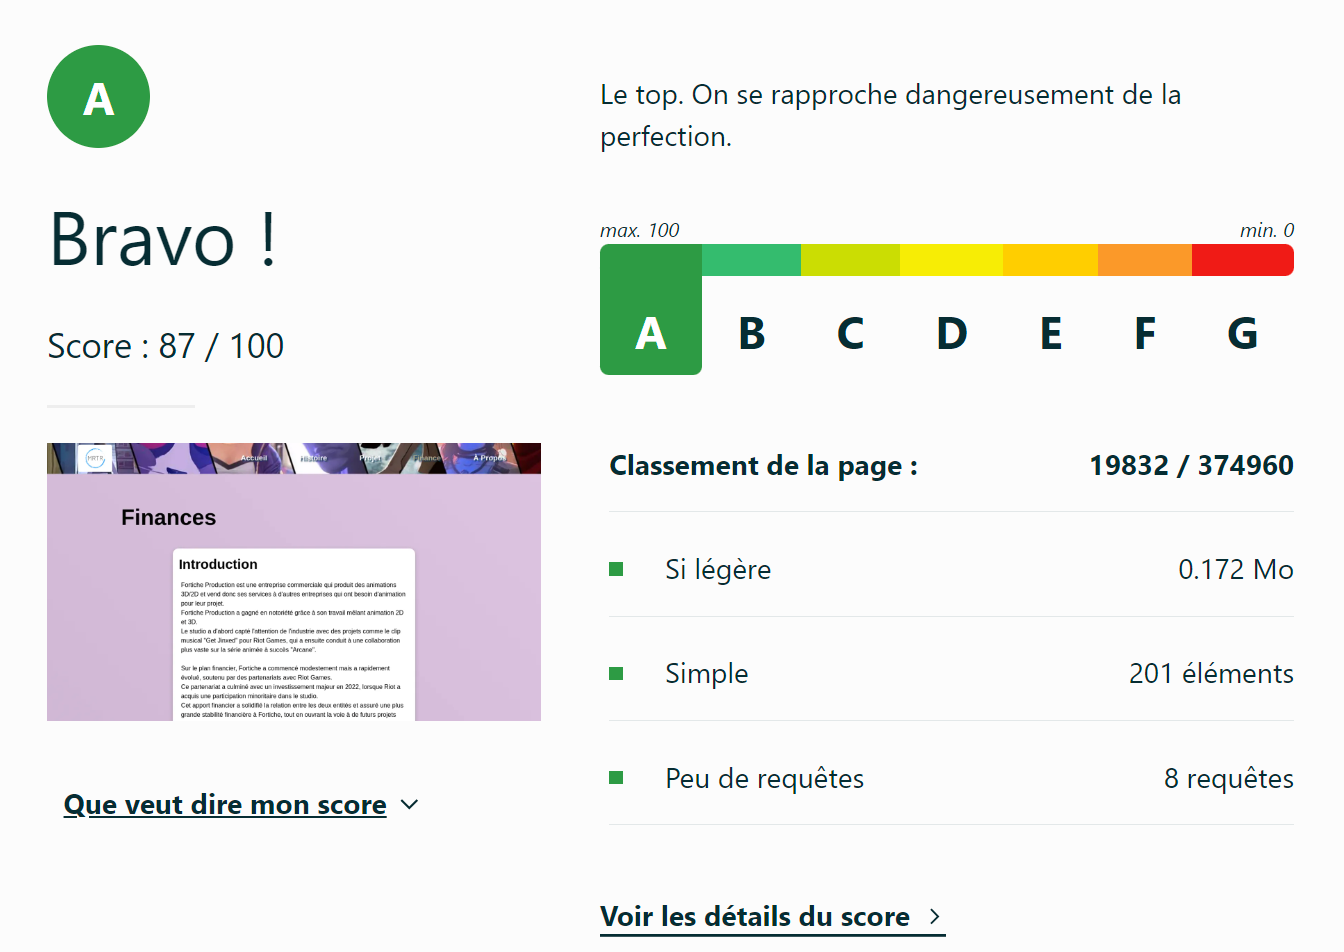 A
Bravo !
Score : 87 / 100
MRT8
Accueil
Histoire
Projet
Finance
À Propos
Finances
Introduction
Fortiche Production est une entreprise commerciale qui produit des animations
3D/2D et vend donc ses services à d'autres entreprises qui ont besoin d'animation
pour leur projet.
Fortiche Production a gagné en notoriété grâce à son travail mêlant animation 2D
et 3D.
Le studio a d'abord capté l'attention de l'industrie avec des projets comme le clip
musical "Get Jinxed" pour Riot Games, qui a ensuite conduit à une collaboration
plus vaste sur la série animée à succès "Arcane".
Sur le plan financier, Fortiche a commencé modestement mais a rapidement
évolué, soutenu par des partenariats avec Riot Games.
Ce partenariat a culminé avec un investissement majeur en 2022, lorsque Riot a
acquis une participation minoritaire dans le studio.
Cet apport financier a solidifié la relation entre les deux entités et assuré une plus
grande stabilité financière à Fortiche, tout en ouvrant la voie à de futurs projets
Que veut dire mon score
Le top. On se rapproche dangereusement de la
perfection.
max. 100 min. 0
A B C D E F G
Classement de la page : 19832 / 374960
Si légère 0.172 Mo
Simple 201 éléments
Peu de requêtes 8 requêtes
Voir les détails du score